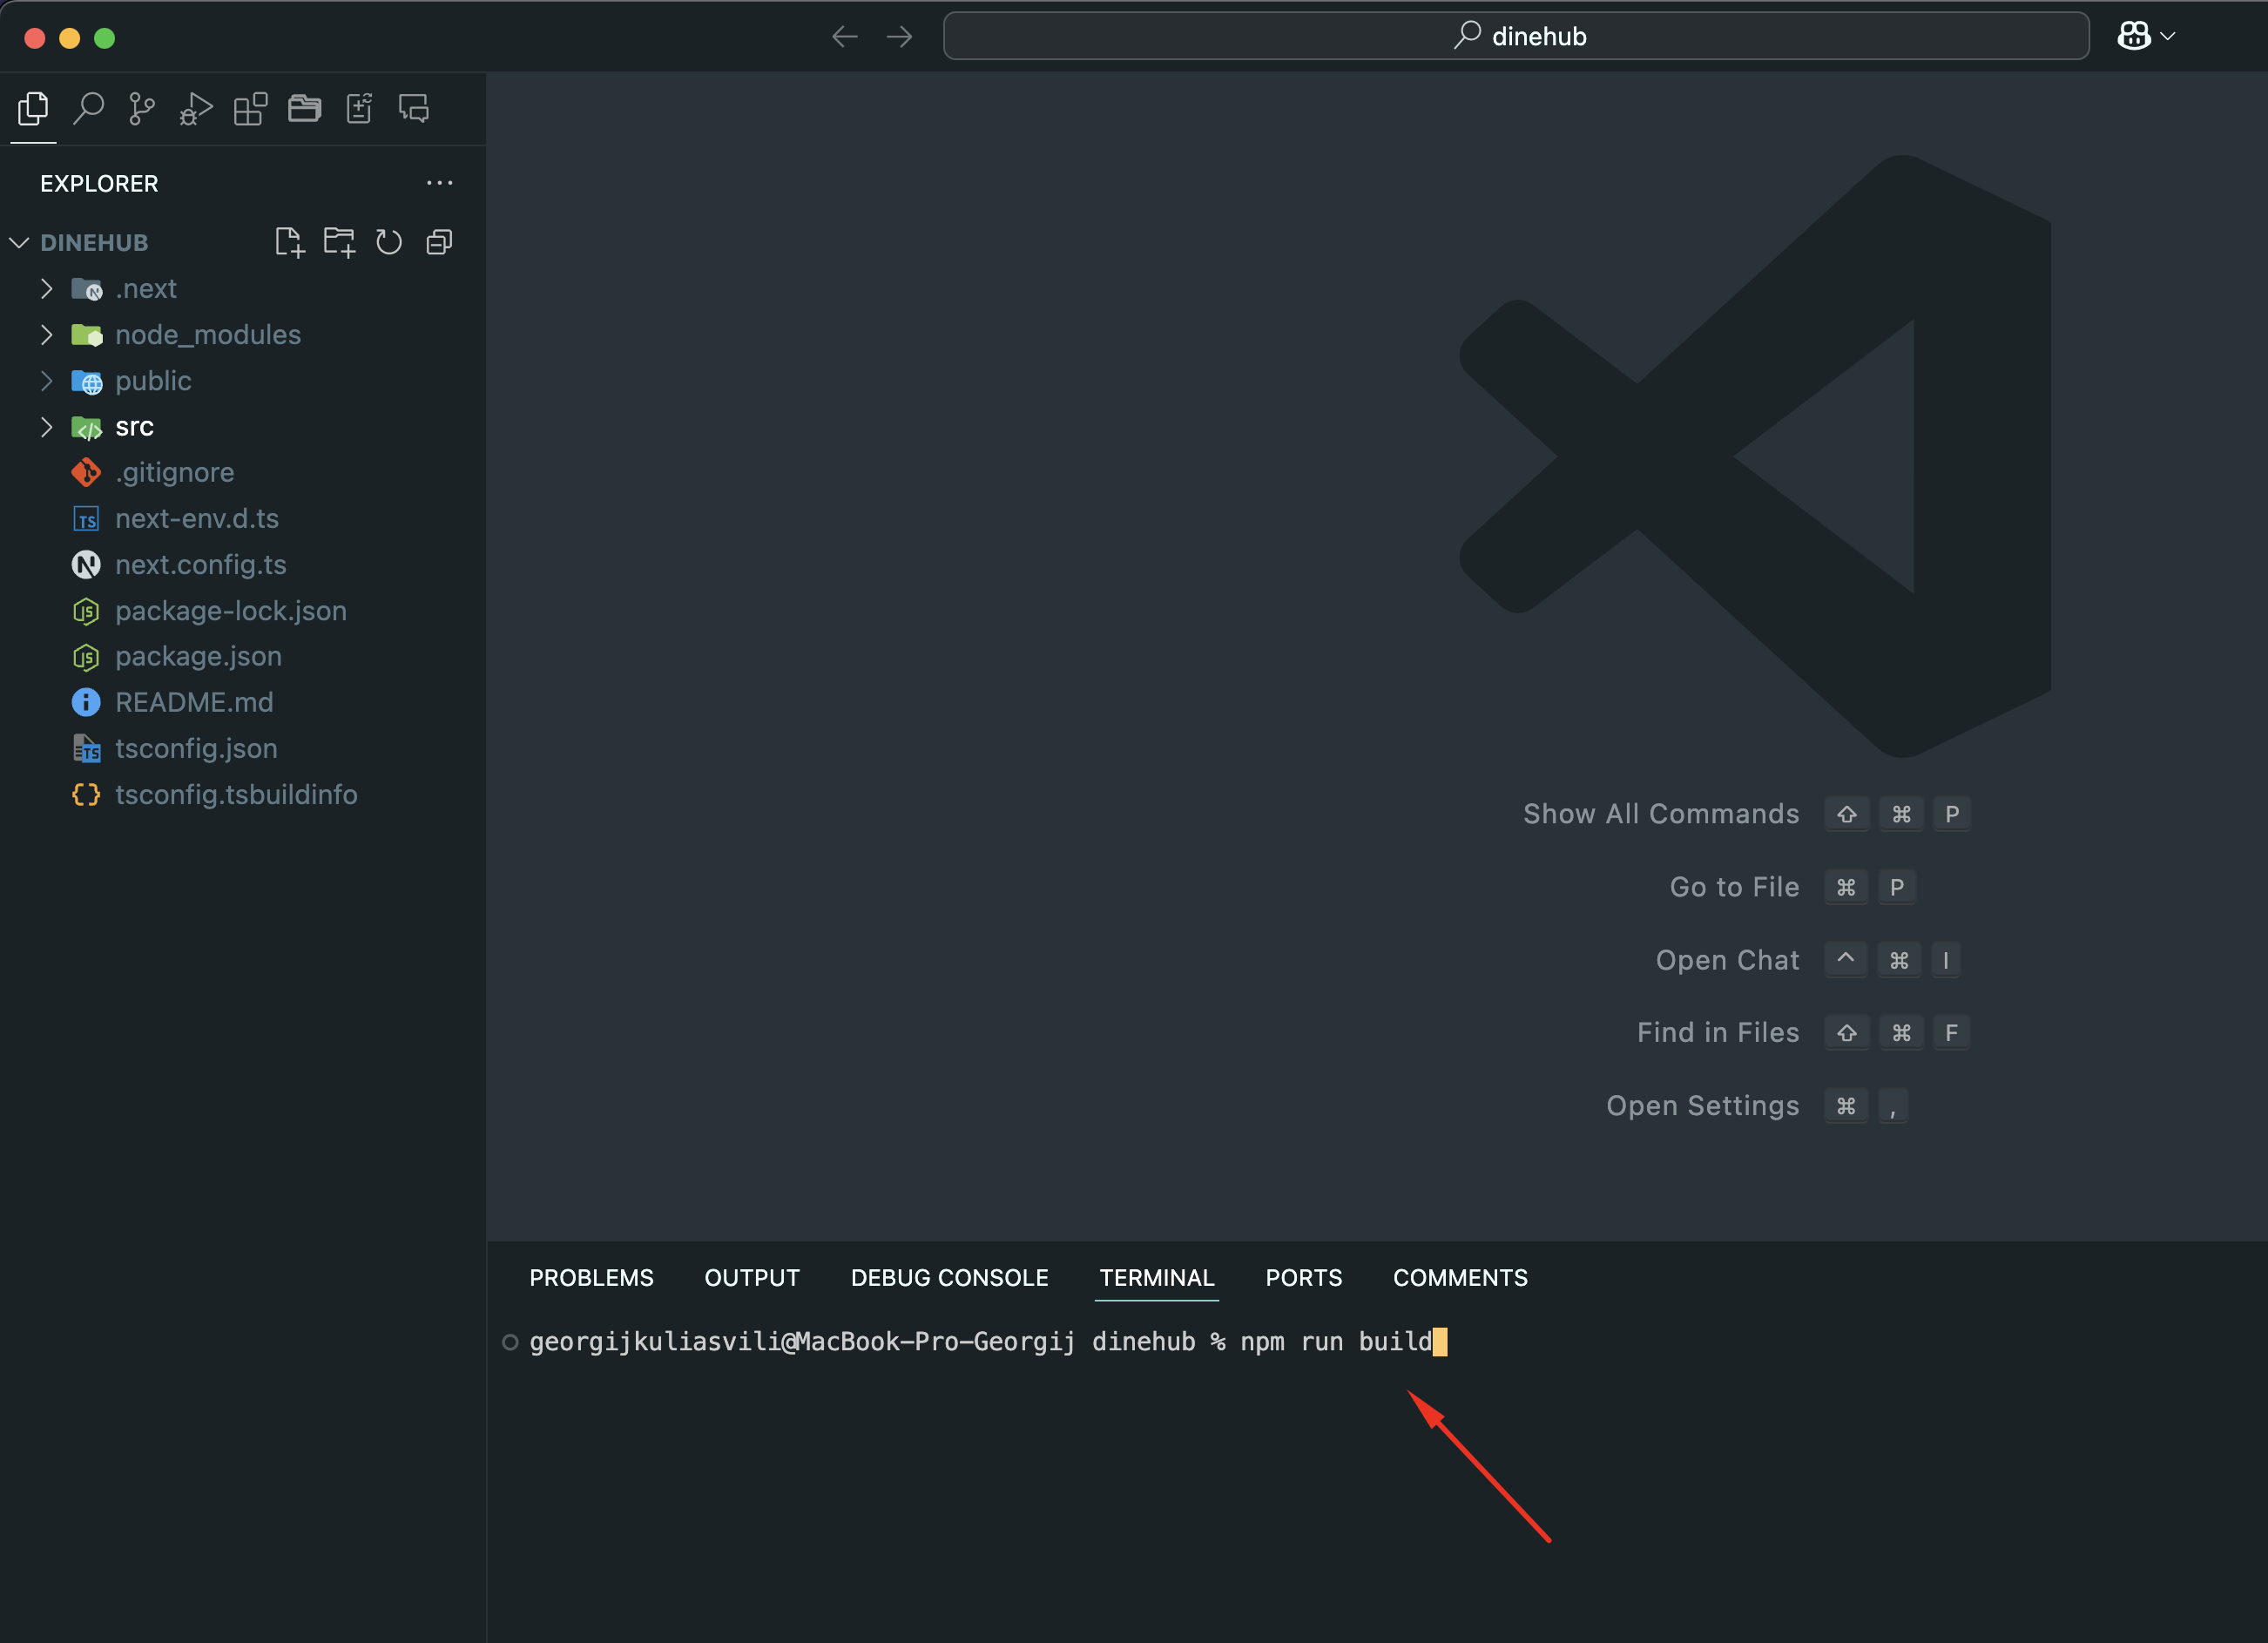 dinehub
EXPLORER
DINEHUB
.next
node_modules
public
src
.gitignore
next-env.d.ts
next.config.ts
package-lock.json
package.json
README.md
tsconfig.json
tsconfig.tsbuildinfo
Show All Commands ⇧ ⌘ P
Go to File ⌘ P
Open Chat ^ ⌘ I
Find in Files ⇧ ⌘ F
Open Settings ⌘ ,
PROBLEMS OUTPUT DEBUG CONSOLE TERMINAL PORTS COMMENTS
georgijkuliasvili@MacBook-Pro-Georgij dinehub % npm run build